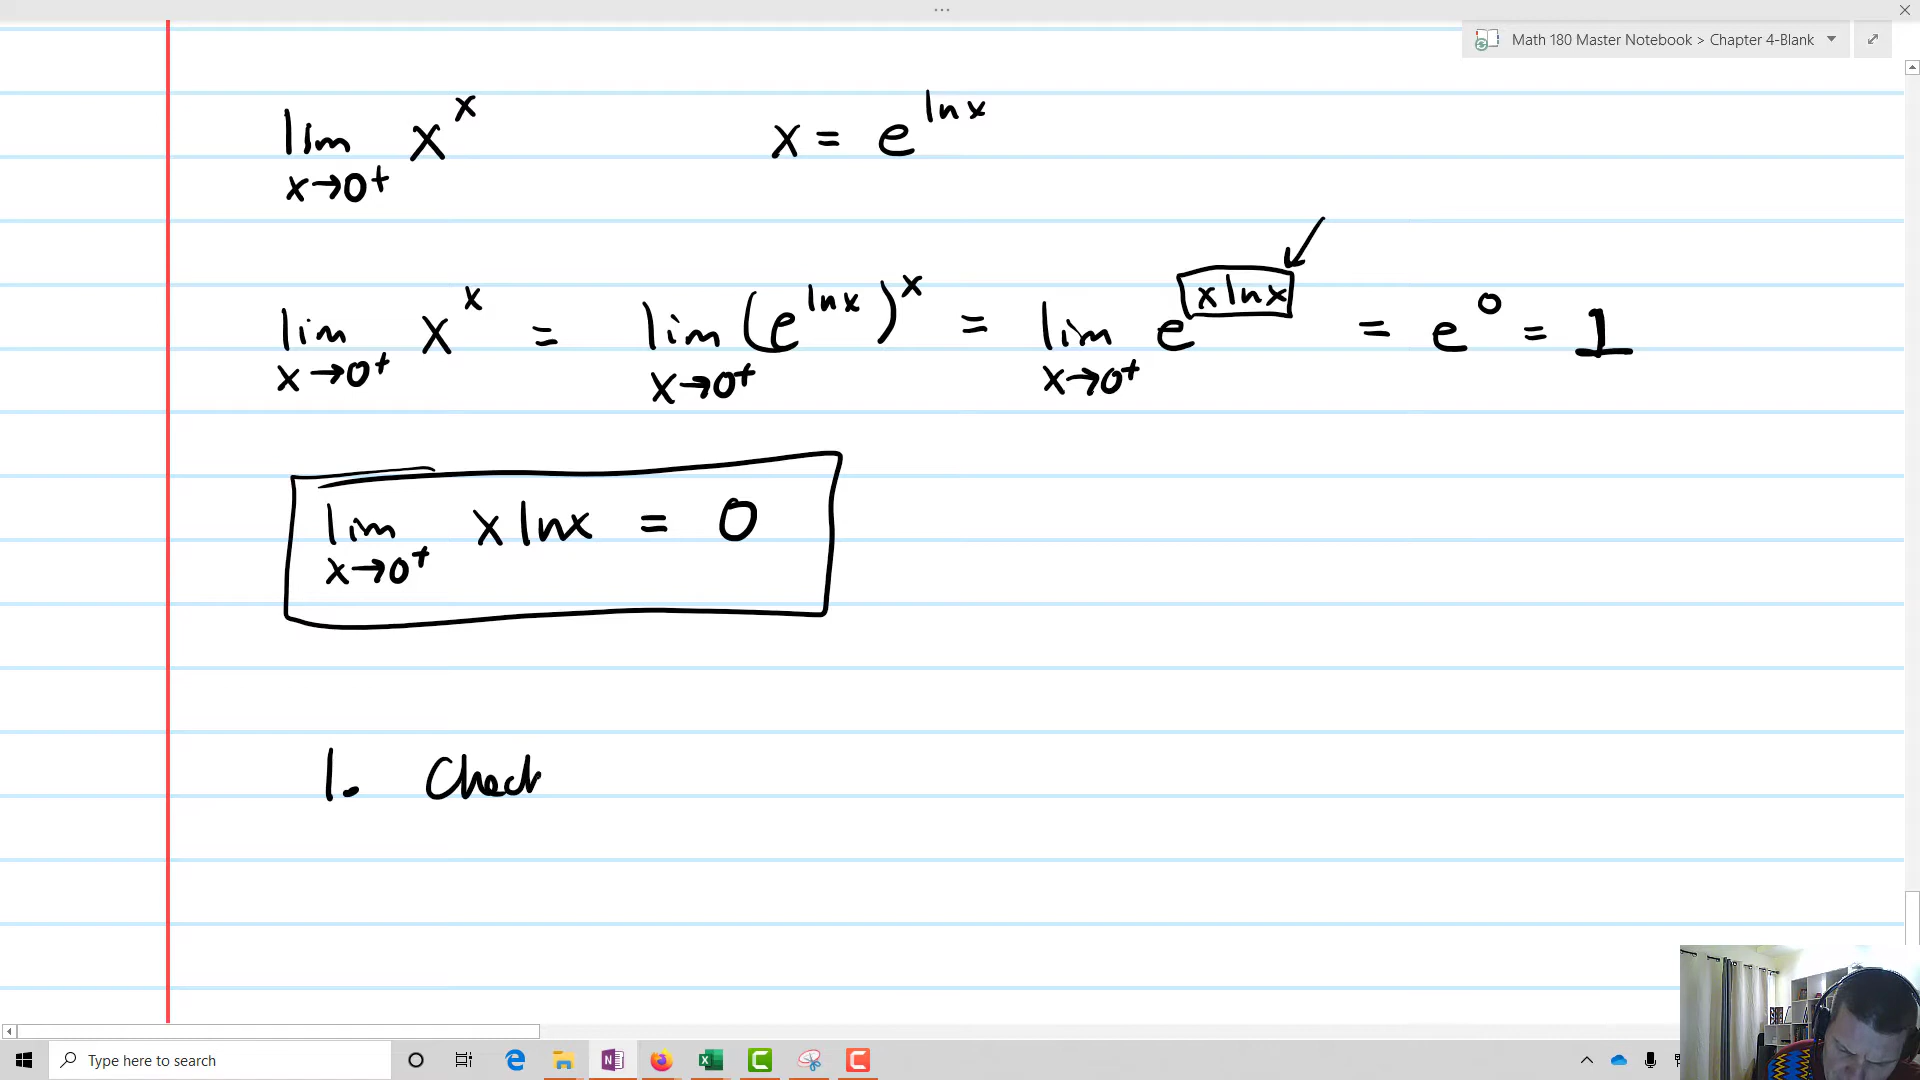 Math 180 Master Notebook > Chapter 4-Blank
lim x→0⁺ x^x x = e^(ln x)
lim x→0⁺ x^x = lim x→0⁺ (e^(ln x))^x = lim x→0⁺ e^(x ln x) = e^0 = 1
lim x→0⁺ x ln x = 0
1. Check
Type here to search